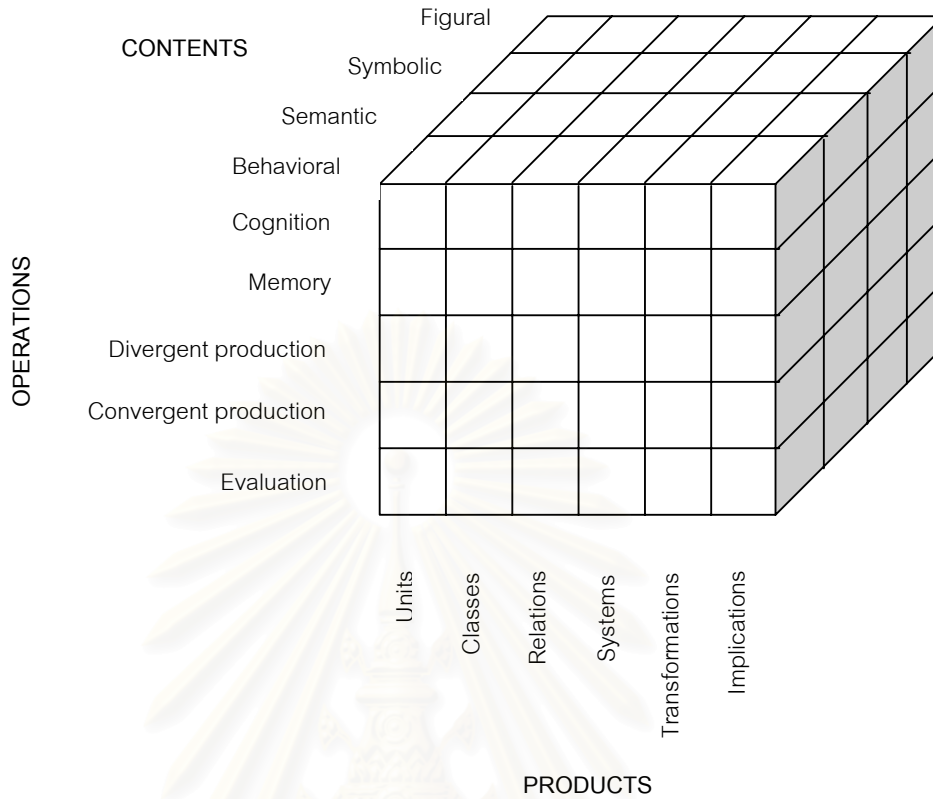 Figural
CONTENTS
Symbolic
Semantic
Behavioral
Cognition
Memory
OPERATIONS
Divergent production
Convergent production
Evaluation
Units
Classes
Relations
Systems
Transformations
Implications
PRODUCTS